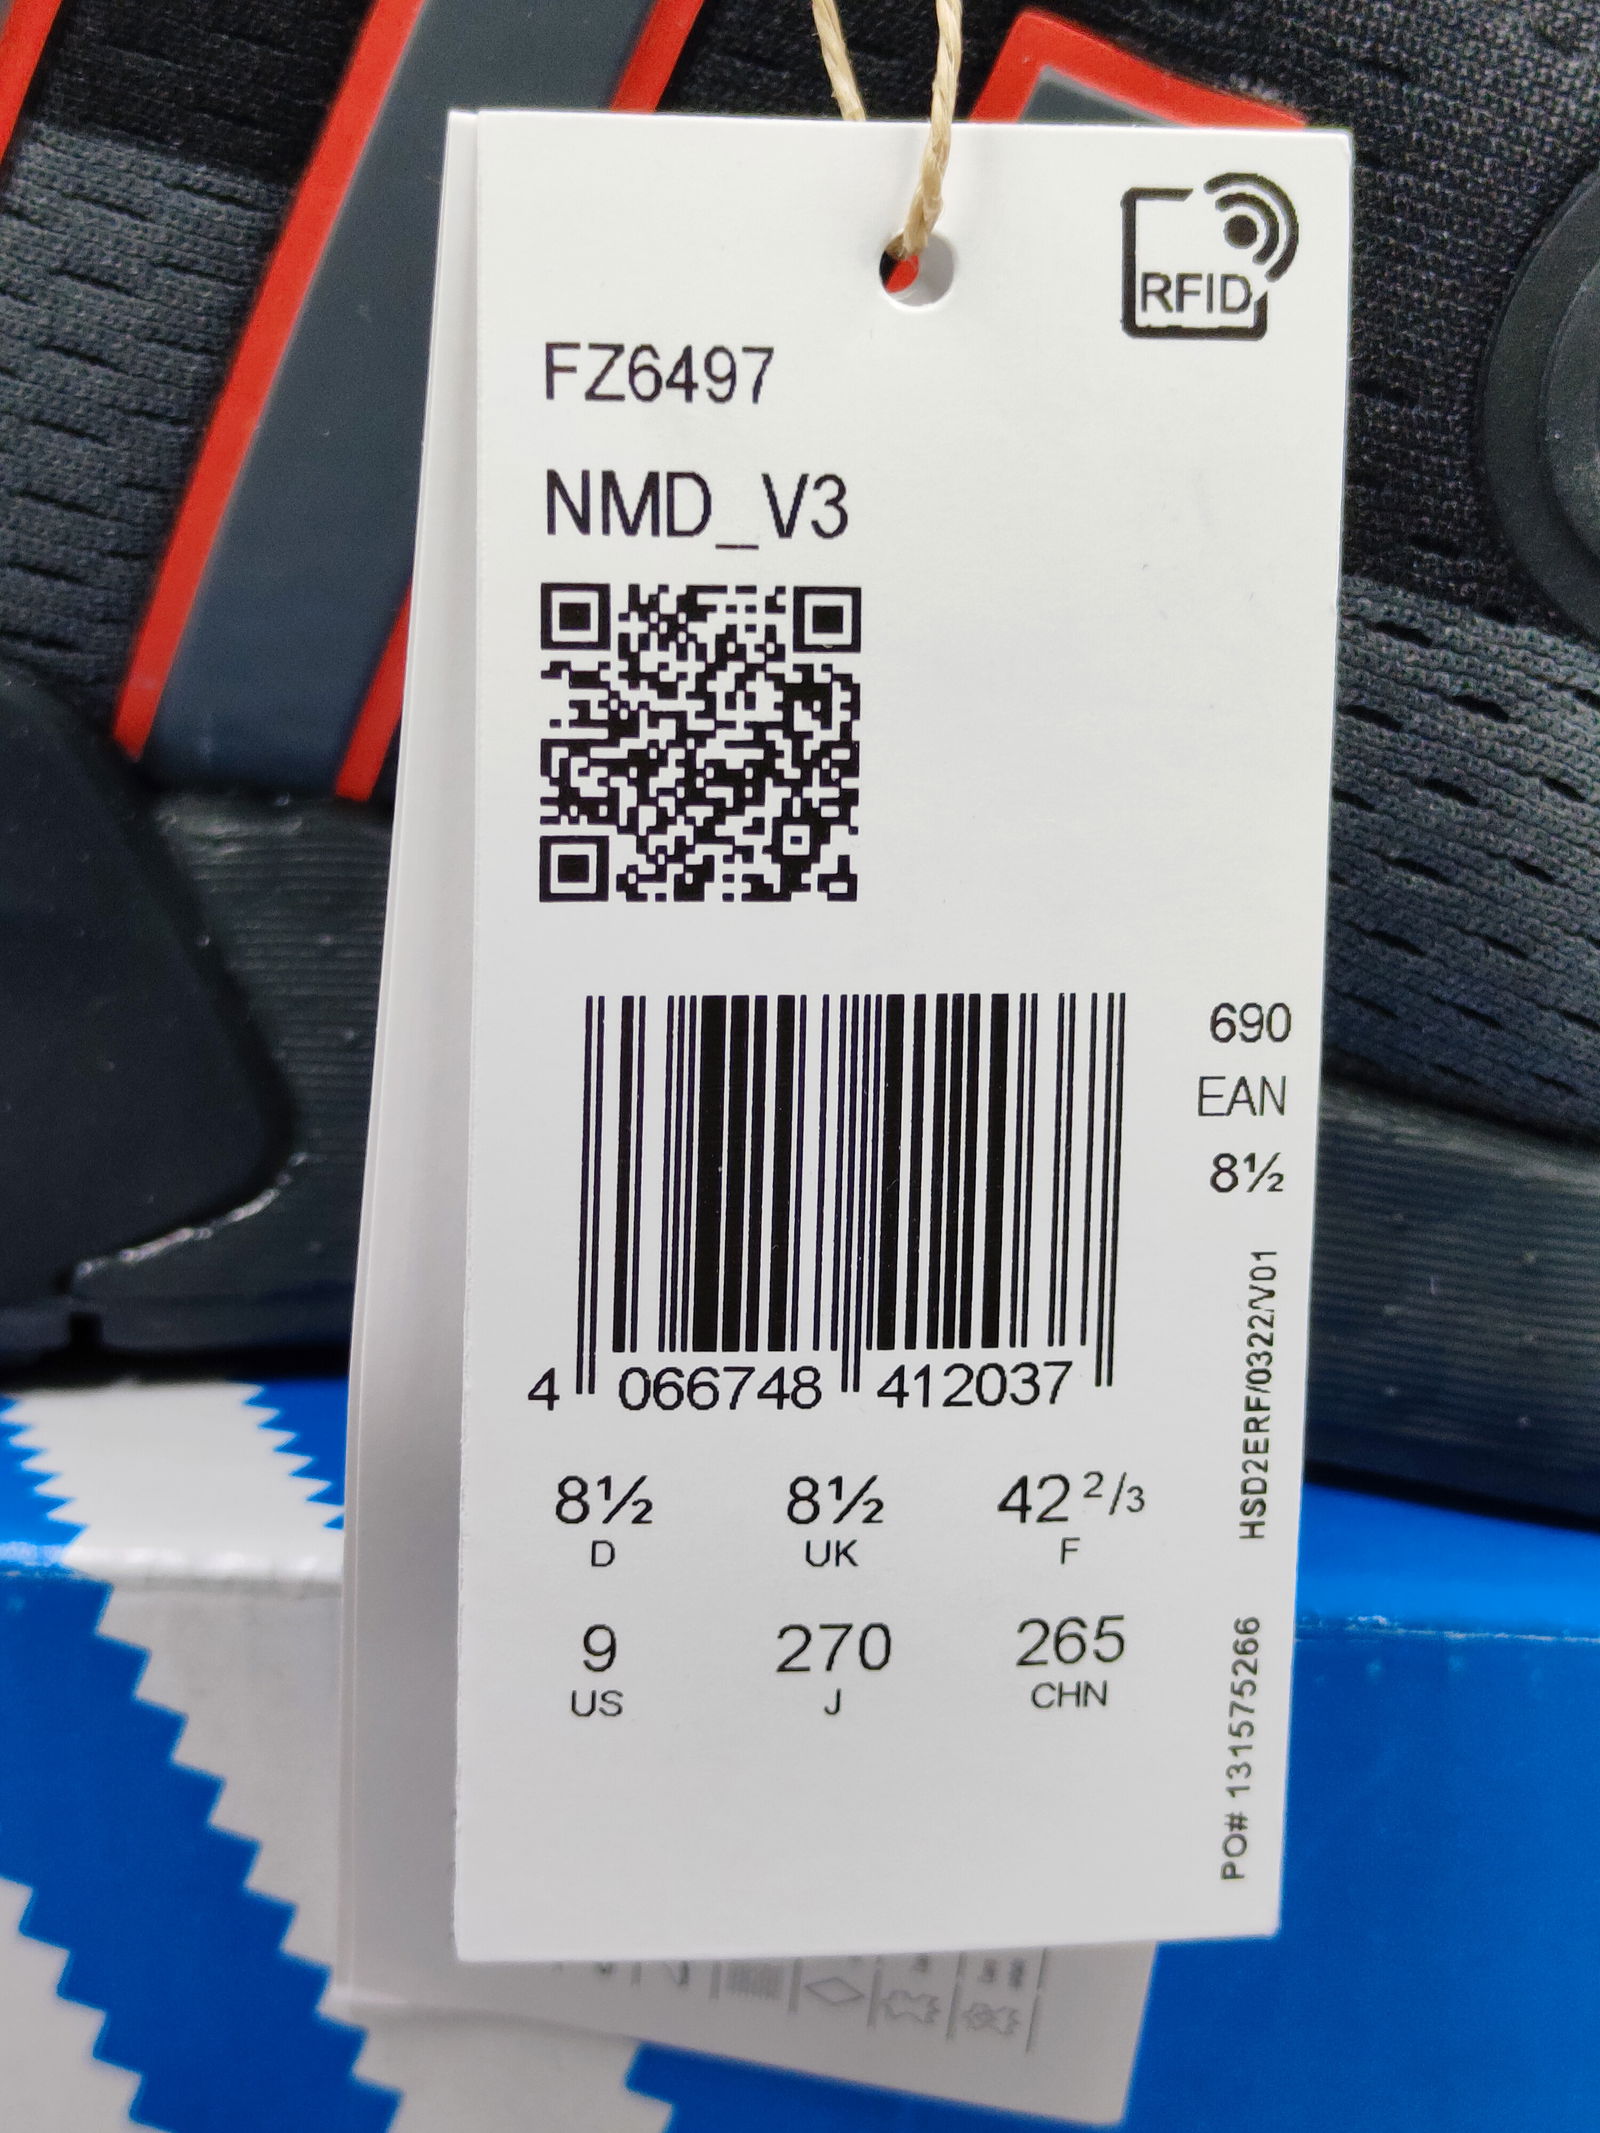 RFID
FZ6497
NMD_V3
690
EAN
8½
4 066748 412037
8½ 8½ 42 2/3
D UK F
9 270 265
US J CHN
HSD2ERF/0322/V01
PO# 131575266